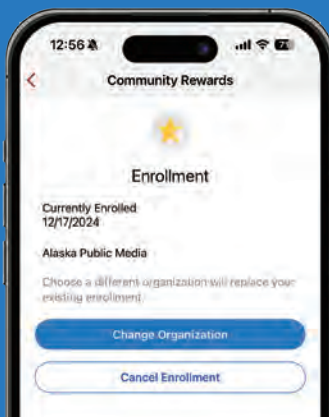 12:56
Community Rewards
Enrollment
Currently Enrolled
12/17/2024
Alaska Public Media
Choose a different organization will replace your
existing enrollment.
Change Organization
Cancel Enrollment